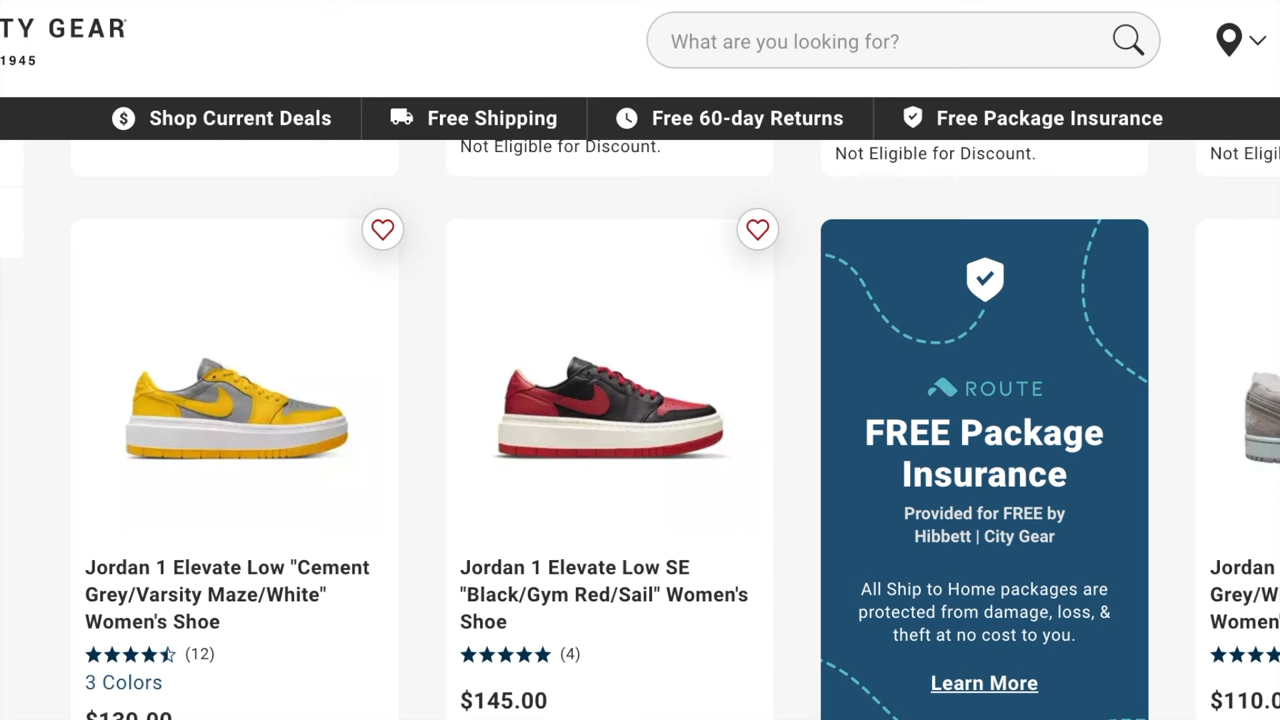 TY GEAR
1945
What are you looking for?
Shop Current Deals
Free Shipping
Free 60-day Returns
Free Package Insurance
Not Eligible for Discount.
Not Eligible for Discount.
Not Eligi
Jordan 1 Elevate Low "Cement
Grey/Varsity Maze/White"
Women's Shoe
(12)
3 Colors
$130.00
Jordan 1 Elevate Low SE
"Black/Gym Red/Sail" Women's
Shoe
(4)
$145.00
ROUTE
FREE Package
Insurance
Provided for FREE by
Hibbett | City Gear
All Ship to Home packages are
protected from damage, loss, &
theft at no cost to you.
Learn More
Jordan
Grey/W
Women'
$110.0